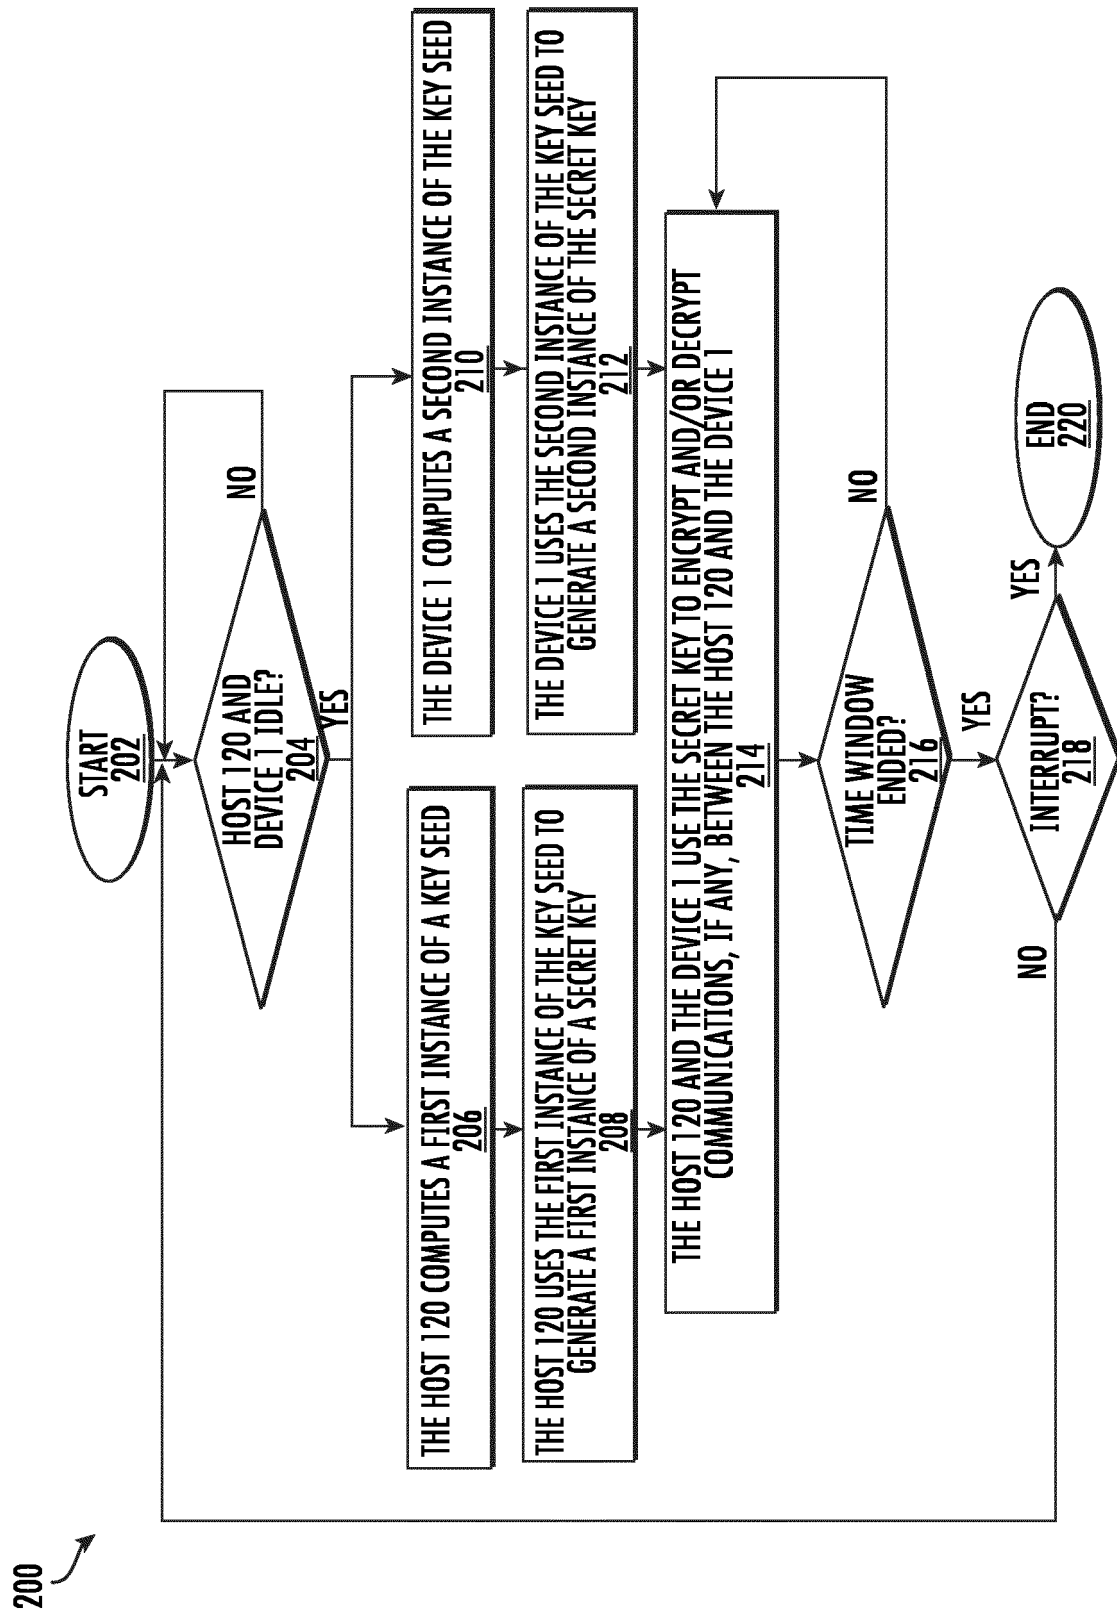 200
START
202
HOST 120 AND
DEVICE 1 IDLE?
204
NO
YES
THE HOST 120 COMPUTES A FIRST INSTANCE OF A KEY SEED
206
THE DEVICE 1 COMPUTES A SECOND INSTANCE OF THE KEY SEED
210
THE HOST 120 USES THE FIRST INSTANCE OF THE KEY SEED TO
GENERATE A FIRST INSTANCE OF A SECRET KEY
208
THE DEVICE 1 USES THE SECOND INSTANCE OF THE KEY SEED TO
GENERATE A SECOND INSTANCE OF THE SECRET KEY
212
THE HOST 120 AND THE DEVICE 1 USE THE SECRET KEY TO ENCRYPT AND/OR DECRYPT
COMMUNICATIONS, IF ANY, BETWEEN THE HOST 120 AND THE DEVICE 1
214
TIME WINDOW
ENDED?
216
NO
YES
INTERRUPT?
218
NO
YES
END
220